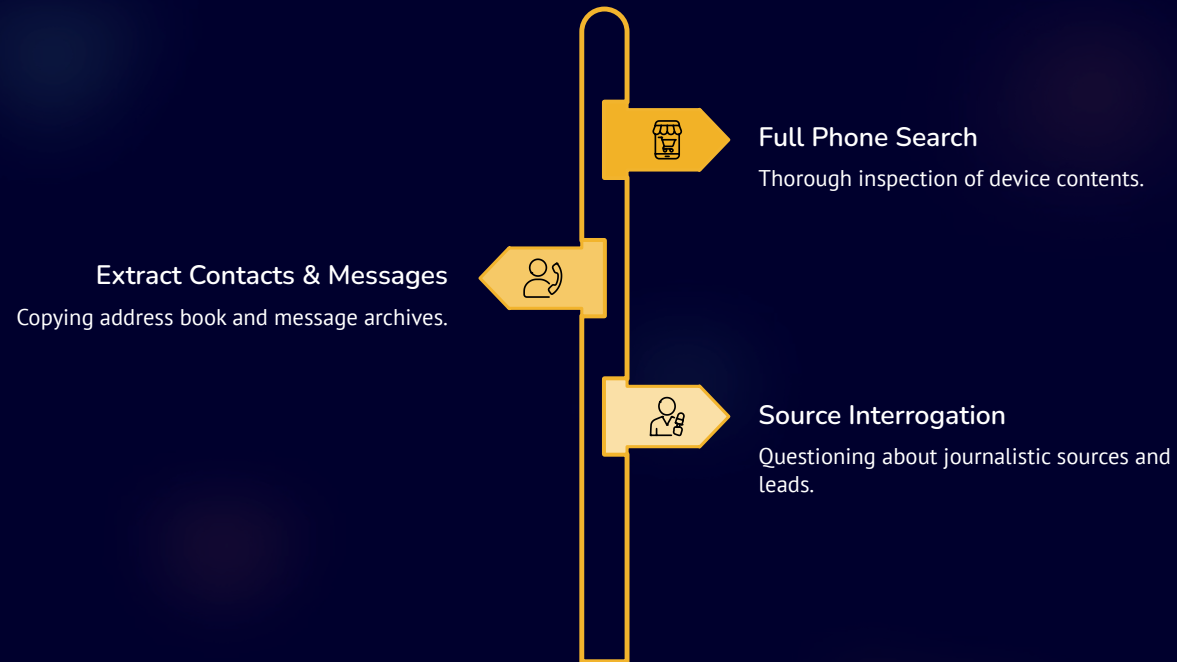 Full Phone Search
Thorough inspection of device contents.
Extract Contacts & Messages
Copying address book and message archives.
Source Interrogation
Questioning about journalistic sources and
leads.